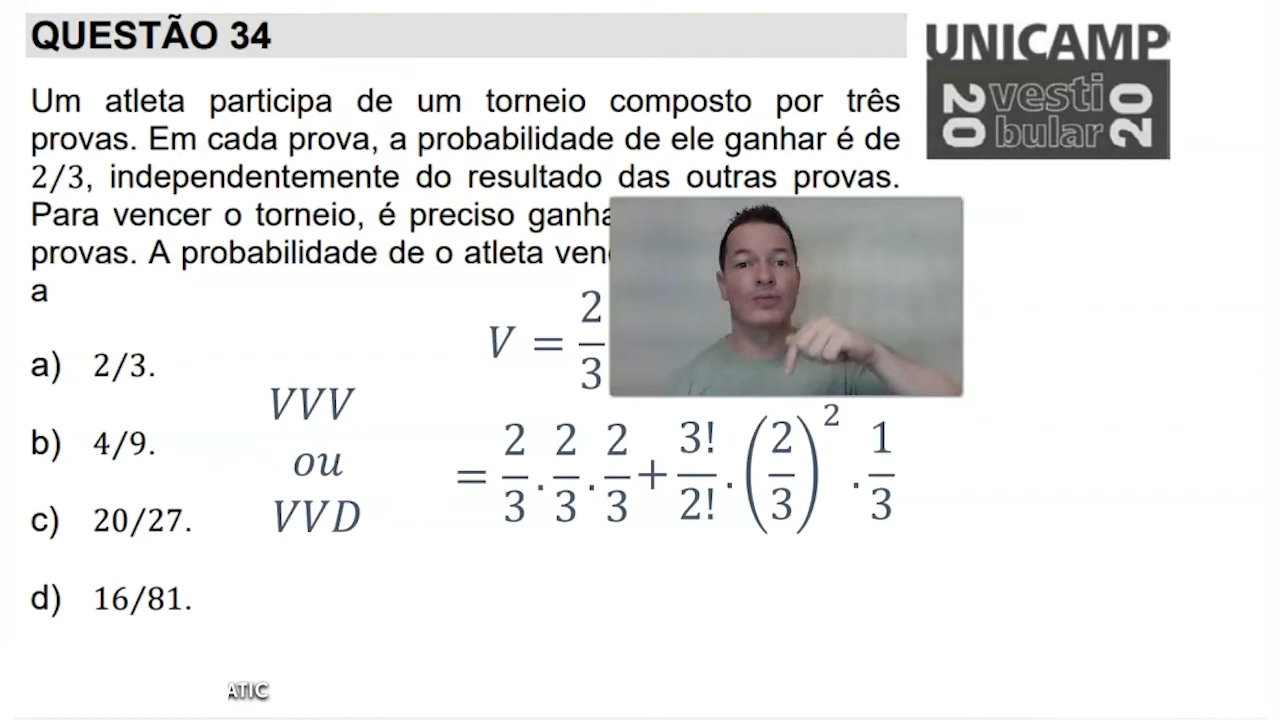 QUESTÃO 34
UNICAMP
20 vesti bular 20
Um atleta participa de um torneio composto por três
provas. Em cada prova, a probabilidade de ele ganhar é de
2/3, independentemente do resultado das outras provas.
Para vencer o torneio, é preciso
provas. A probabilidade de o atleta
a
V = 2/3
a) 2/3.
b) 4/9.
c) 20/27.
d) 16/81.
VVV
ou
VVD
= 2/3 . 2/3 . 2/3 + 3!/2! . (2/3)² . 1/3
ATIC